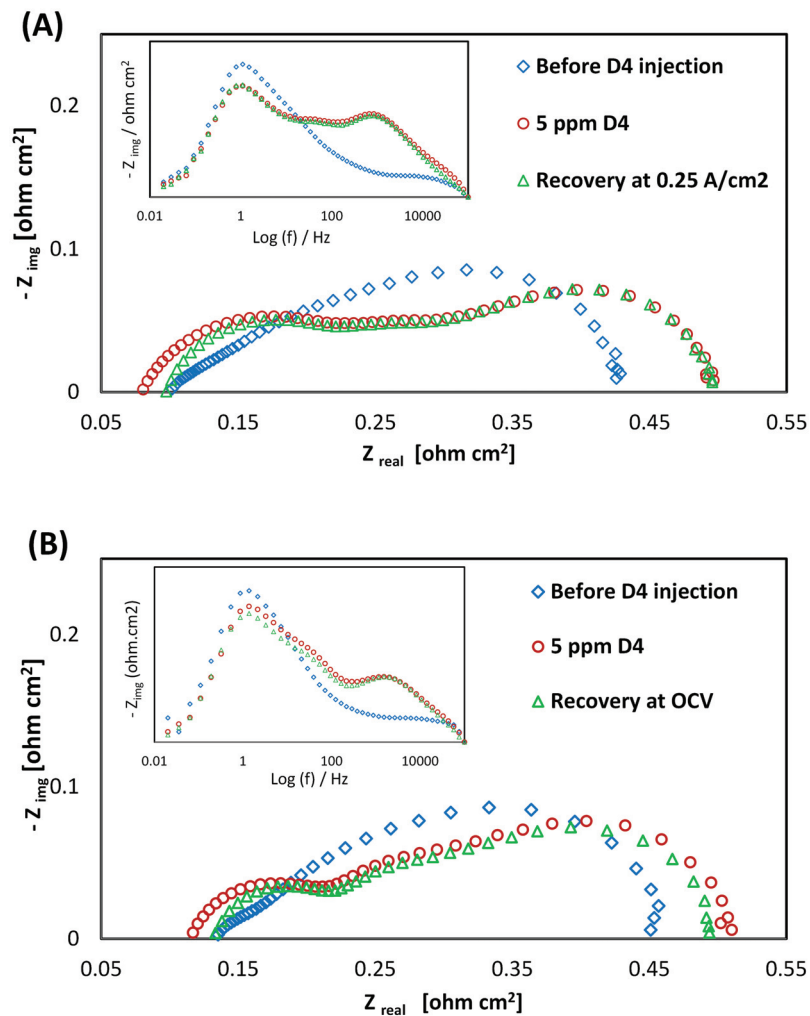 (A)
- Z img / ohm cm2
0.01 1 100 10000
Log (f) / Hz
Before D4 injection
5 ppm D4
Recovery at 0.25 A/cm2
- Z img [ohm cm2]
0.2
0.1
0
0.05 0.15 0.25 0.35 0.45 0.55
Z real [ohm cm2]
(B)
- Zimg (ohm.cm2)
0.01 1 100 10000
Log (f) / Hz
Before D4 injection
5 ppm D4
Recovery at OCV
- Z img [ohm cm2]
0.2
0.1
0
0.05 0.15 0.25 0.35 0.45 0.55
Z real [ohm cm2]